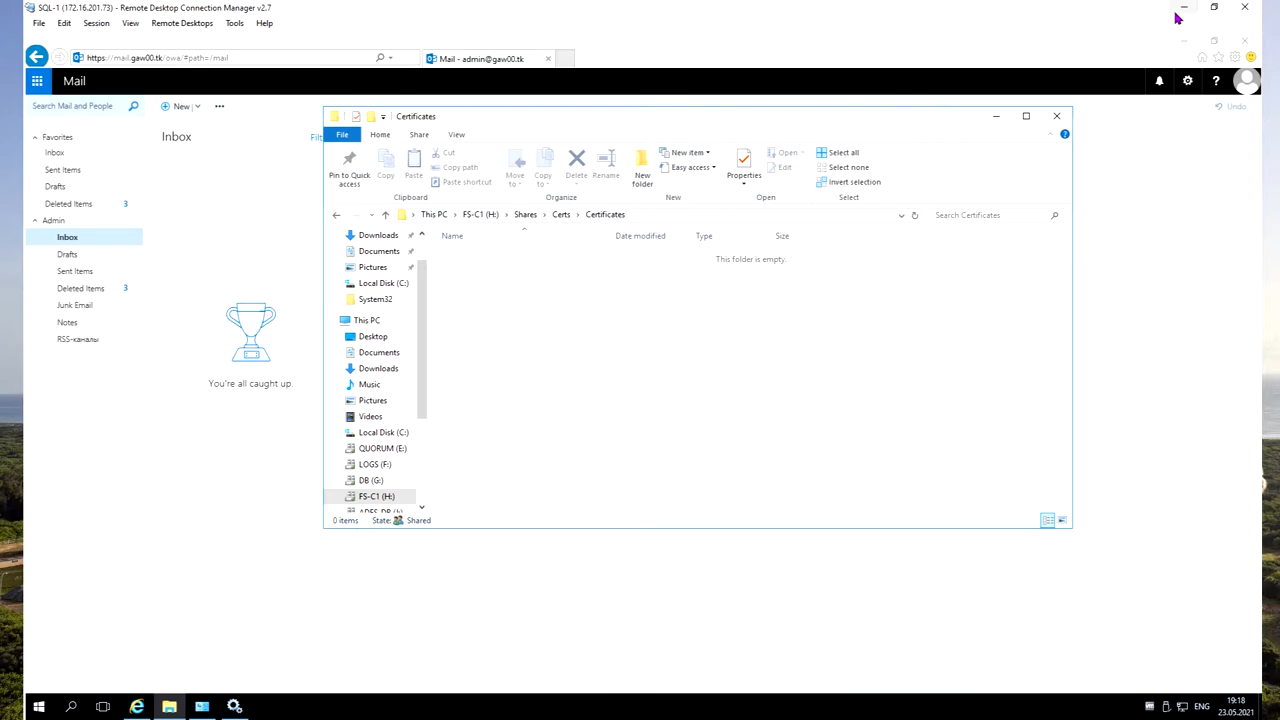 SQL-1 (172.16.201.73) - Remote Desktop Connection Manager v2.7
File Edit Session View Remote Desktops Tools Help
https://mail.gaw00.tk/owa/#path=/mail
Mail - admin@gaw00.tk
Mail
Search Mail and People
New
Undo
Inbox
Filt
Favorites
Inbox
Sent Items
Drafts
Deleted Items 3
Admin
Inbox
Drafts
Sent Items
Deleted Items 3
Junk Email
Notes
RSS-каналы
You're all caught up.
Certificates
File Home Share View
Pin to Quick access
Copy
Paste
Cut
Copy path
Paste shortcut
Clipboard
Move to
Copy to
Delete
Rename
Organize
New folder
New item
Easy access
New
Properties
Open
Edit
Open
Select all
Select none
Invert selection
Select
This PC FS-C1 (H:) Shares Certs Certificates
Search Certificates
Name Date modified Type Size
This folder is empty.
Downloads
Documents
Pictures
Local Disk (C:)
System32
This PC
Desktop
Documents
Downloads
Music
Pictures
Videos
Local Disk (C:)
QUORUM (E:)
LOGS (F:)
DB (G:)
FS-C1 (H:)
0 items State: Shared
ENG
19:18
23.05.2021